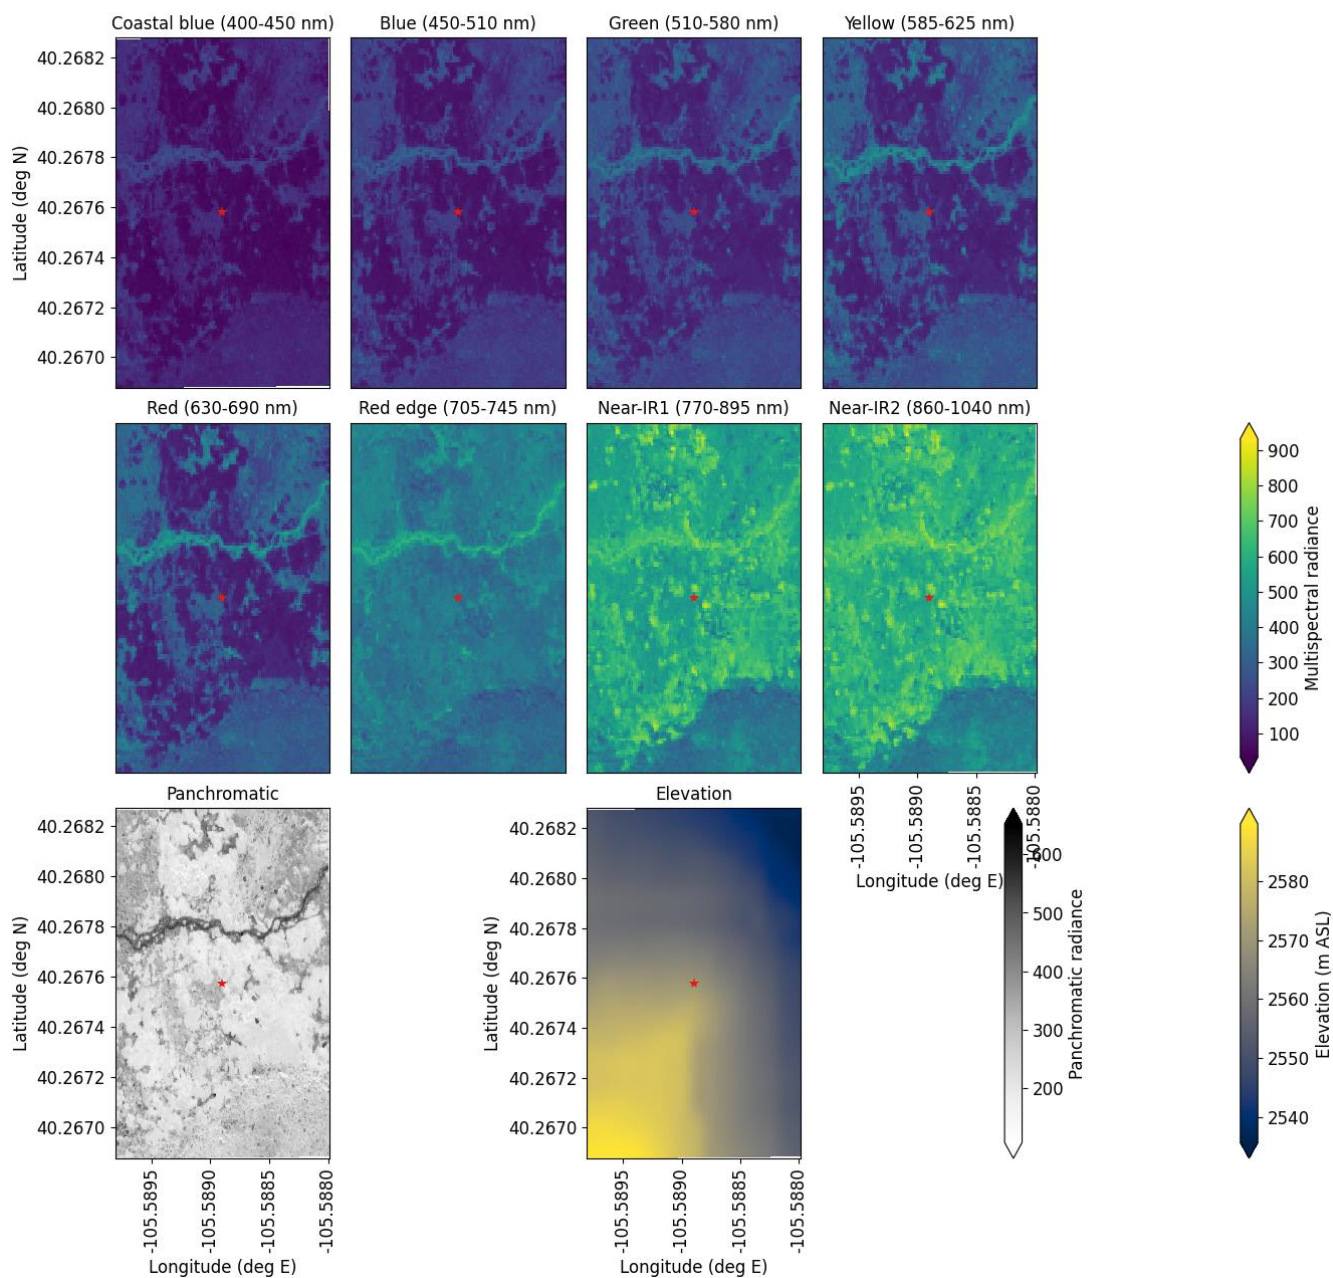 Coastal blue (400-450 nm) Blue (450-510 nm) Green (510-580 nm) Yellow (585-625 nm)
40.2682
40.2680
40.2678
40.2676
40.2674
40.2672
40.2670
Latitude (deg N)
Red (630-690 nm) Red edge (705-745 nm) Near-IR1 (770-895 nm) Near-IR2 (860-1040 nm)
-105.5895 -105.5890 -105.5885 -105.5880
Longitude (deg E)
900
800
700
600
500
400
300
200
100
Multispectral radiance
Panchromatic
40.2682
40.2680
40.2678
40.2676
40.2674
40.2672
40.2670
Latitude (deg N)
-105.5895 -105.5890 -105.5885 -105.5880
Longitude (deg E)
Elevation
40.2682
40.2680
40.2678
40.2676
40.2674
40.2672
40.2670
Latitude (deg N)
-105.5895 -105.5890 -105.5885 -105.5880
Longitude (deg E)
600
500
400
300
200
Panchromatic radiance
2580
2570
2560
2550
2540
Elevation (m ASL)